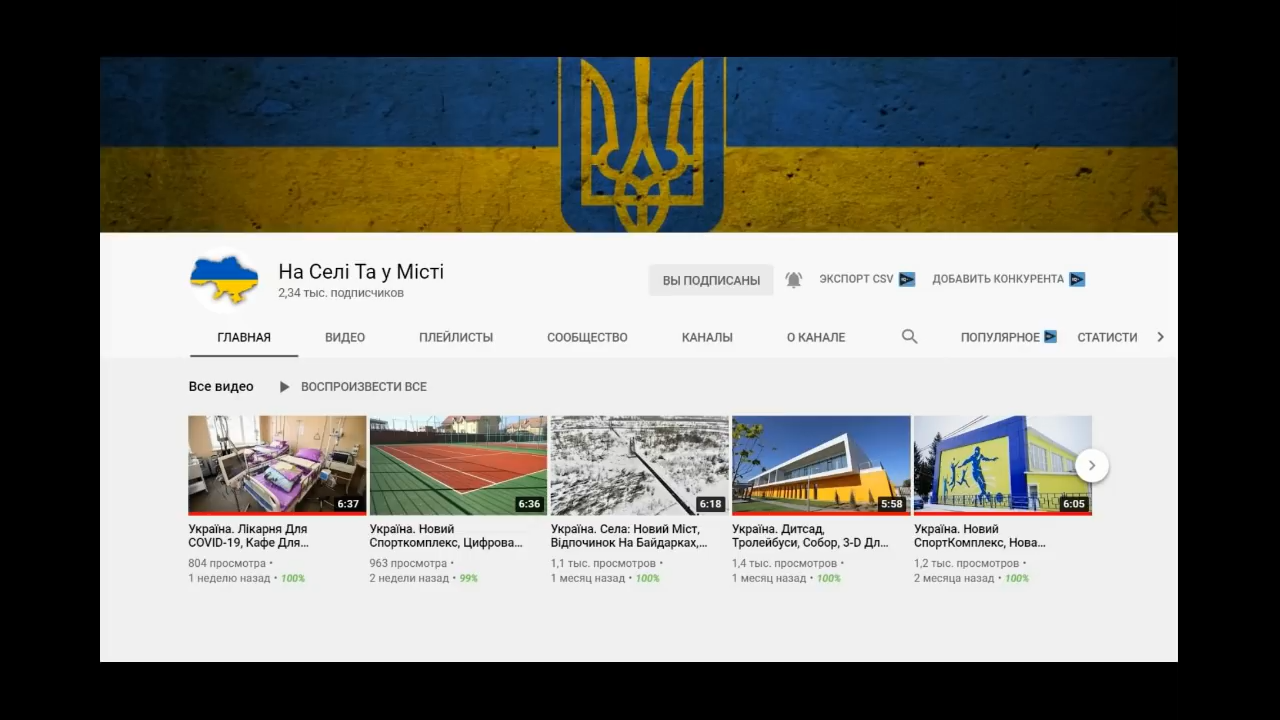 На Селі Та у Місті
2,34 тыс. подписчиков
ВЫ ПОДПИСАНЫ
ЭКСПОРТ CSV
ДОБАВИТЬ КОНКУРЕНТА
ГЛАВНАЯ
ВИДЕО
ПЛЕЙЛИСТЫ
СООБЩЕСТВО
КАНАЛЫ
О КАНАЛЕ
ПОПУЛЯРНОЕ
СТАТИСТИ
Все видео
ВОСПРОИЗВЕСТИ ВСЕ
6:37
Україна. Лікарня Для
COVID-19, Кафе Для...
804 просмотра •
1 неделю назад • 100%
6:36
Україна. Новий
Спорткомплекс, Цифрова...
963 просмотра •
2 недели назад • 99%
6:18
Україна. Села: Новий Міст,
Відпочинок На Байдарках,...
1,1 тыс. просмотров •
1 месяц назад • 100%
5:58
Україна. Дитсад,
Тролейбуси, Собор, 3-D Дл...
1,4 тыс. просмотров •
1 месяц назад • 100%
6:05
Україна. Новий
СпортКомплекс, Нова...
1,2 тыс. просмотров •
2 месяца назад • 100%